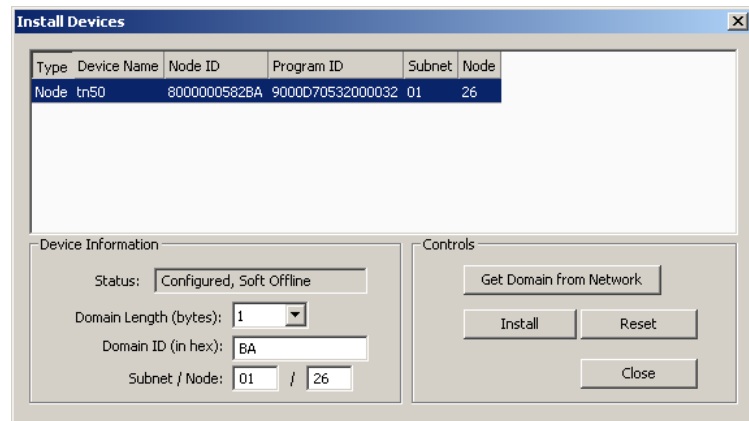 Install Devices
Type Device Name Node ID Program ID Subnet Node
Node tn50 8000000582BA 9000D70532000032 01 26
Device Information
Status: Configured, Soft Offline
Domain Length (bytes): 1
Domain ID (in hex): BA
Subnet / Node: 01 / 26
Controls
Get Domain from Network
Install Reset
Close